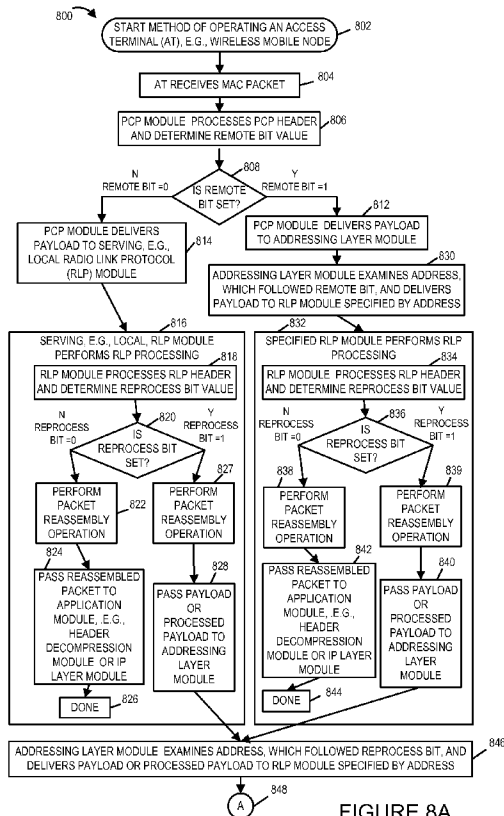 800
START METHOD OF OPERATING AN ACCESS
TERMINAL (AT), E.G., WIRELESS MOBILE NODE
802
AT RECEIVES MAC PACKET
804
PCP MODULE PROCESSES PCP HEADER
AND DETERMINE REMOTE BIT VALUE
806
808
N
REMOTE BIT =0
IS REMOTE
BIT SET?
Y
REMOTE BIT =1
812
PCP MODULE DELIVERS
PAYLOAD TO SERVING, E.G.,
LOCAL RADIO LINK PROTOCOL
(RLP) MODULE
814
PCP MODULE DELIVERS PAYLOAD
TO ADDRESSING LAYER MODULE
830
ADDRESSING LAYER MODULE EXAMINES ADDRESS,
WHICH FOLLOWED REMOTE BIT, AND DELIVERS
PAYLOAD TO RLP MODULE SPECIFIED BY ADDRESS
816
SERVING, E.G., LOCAL, RLP MODULE
PERFORMS RLP PROCESSING
818
RLP MODULE PROCESSES RLP HEADER
AND DETERMINE REPROCESS BIT VALUE
820
N
REPROCESS
BIT =0
IS
REPROCESS BIT
SET?
Y
REPROCESS
BIT =1
827
PERFORM
PACKET
REASSEMBLY
OPERATION
822
PERFORM
PACKET
REASSEMBLY
OPERATION
824
PASS REASSEMBLED
PACKET TO
APPLICATION
MODULE, .E.G.,
HEADER
DECOMPRESSION
MODULE OR IP
LAYER MODULE
828
PASS PAYLOAD
OR
PROCESSED
PAYLOAD TO
ADDRESSING
LAYER
MODULE
DONE
826
832
SPECIFIED RLP MODULE PERFORMS RLP
PROCESSING
834
RLP MODULE PROCESSES RLP HEADER
AND DETERMINE REPROCESS BIT VALUE
836
N
REPROCESS
BIT =0
IS
REPROCESS BIT
SET?
Y
REPROCESS
BIT =1
838
PERFORM
PACKET
REASSEMBLY
OPERATION
839
PERFORM
PACKET
REASSEMBLY
OPERATION
842
PASS REASSEMBLED
PACKET TO
APPLICATION
MODULE, .E.G.,
HEADER
DECOMPRESSION
MODULE OR IP LAYER
MODULE
840
PASS PAYLOAD
OR
PROCESSED
PAYLOAD TO
ADDRESSING
LAYER
MODULE
DONE
844
846
ADDRESSING LAYER MODULE EXAMINES ADDRESS, WHICH FOLLOWED REPROCESS BIT, AND
DELIVERS PAYLOAD OR PROCESSED PAYLOAD TO RLP MODULE SPECIFIED BY ADDRESS
A
848
FIGURE 8A